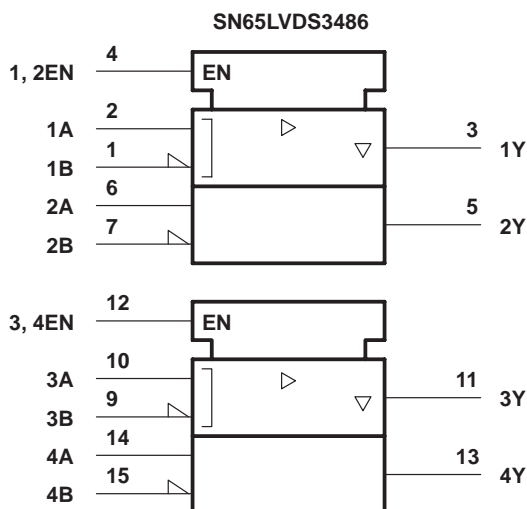 SN65LVDS3486
4
1, 2EN EN
2
1A
3
1Y
1
1B
6
2A
5
2Y
7
2B
12
3, 4EN EN
10
3A
11
3Y
9
3B
14
4A
13
4Y
15
4B